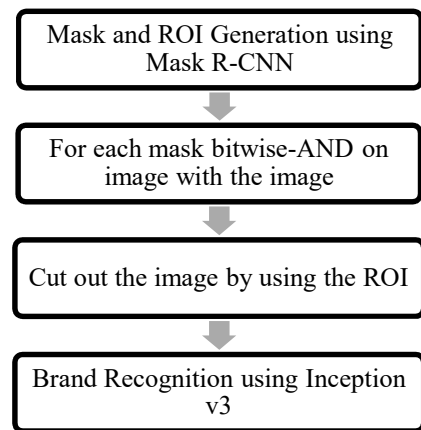 Mask and ROI Generation using
Mask R-CNN
For each mask bitwise-AND on
image with the image
Cut out the image by using the ROI
Brand Recognition using Inception
v3